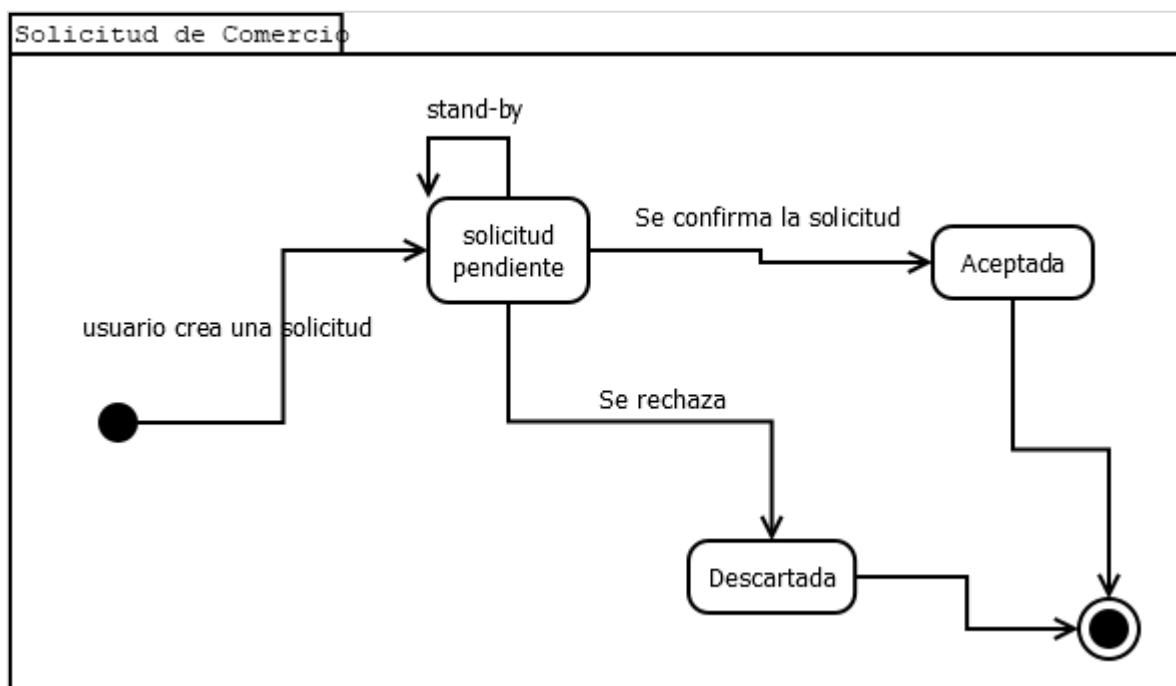 Solicitud de Comercio
stand-by
Se confirma la solicitud
solicitud
pendiente
Aceptada
usuario crea una solicitud
Se rechaza
Descartada